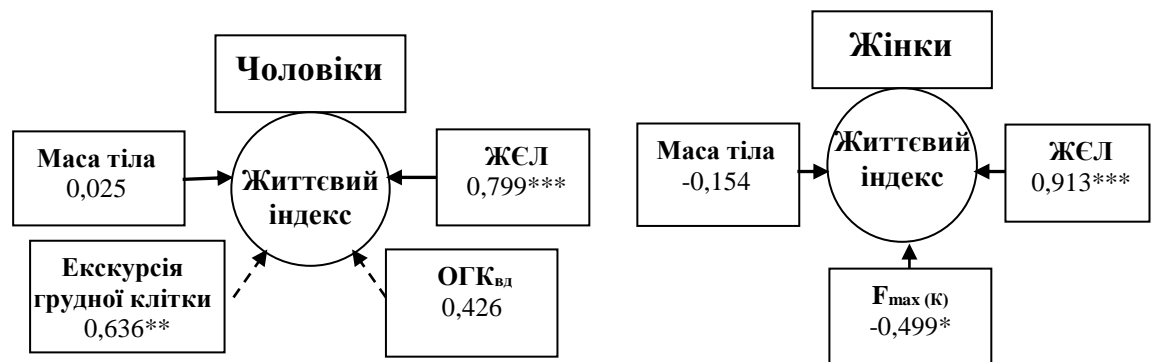 Чоловіки
Маса тіла
0,025
Життєвий
індекс
ЖЄЛ
0,799***
Екскурсія
грудної клітки
0,636**
ОГКвд
0,426
Жінки
Маса тіла
-0,154
Життєвий
індекс
ЖЄЛ
0,913***
Fmax (К)
-0,499*